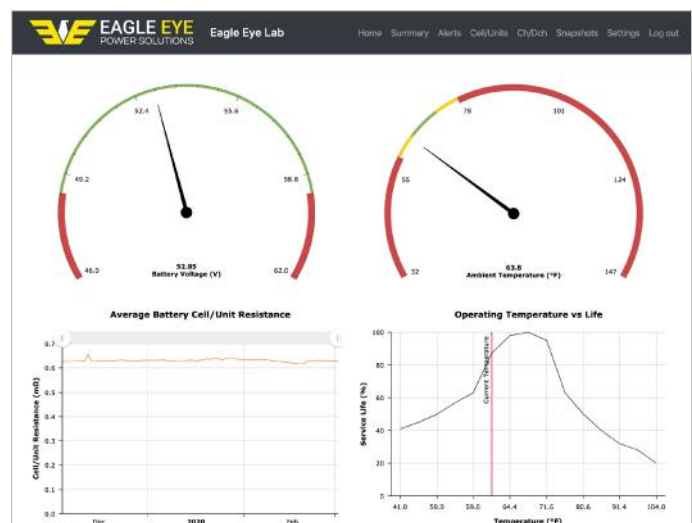 EAGLE EYE
POWER SOLUTIONS
Eagle Eye Lab
Home Summary Alerts Cell/Units Ch/Dch Snapshots Settings Log out
52.4 55.6
49.2 58.8
46.0 62.0
52.85
Battery Voltage (V)
78 101
55 124
32 147
63.8
Ambient Temperature (°F)
Average Battery Cell/Unit Resistance
Cell/Unit Resistance (mΩ)
0.7
0.6
0.5
0.4
0.3
0.2
0.1
0.0
Dec 2020 Feb
Operating Temperature vs Life
Service Life (%)
100
80
60
40
20
0
Current Temperature
41.0 50.0 59.0 64.4 71.6 80.6 91.4 104.0
Temperature (°F)